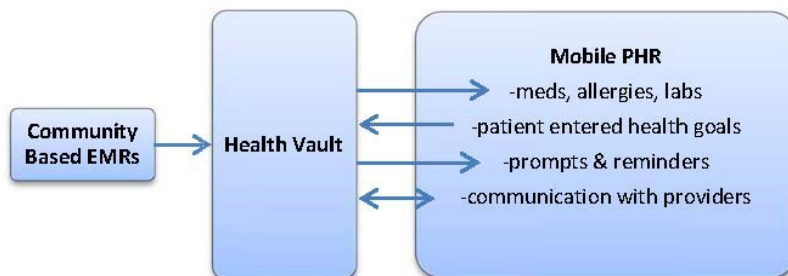 Community
Based EMRs
Health Vault
Mobile PHR
-meds, allergies, labs
-patient entered health goals
-prompts & reminders
-communication with providers